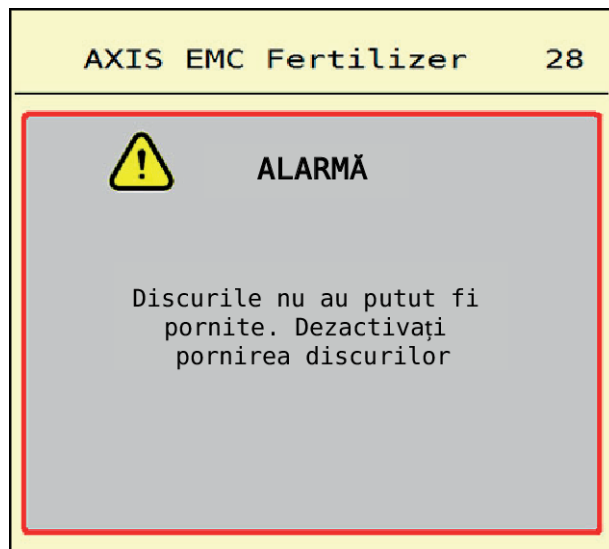 AXIS EMC Fertilizer 28
ALARMĂ
Discurile nu au putut fi
pornite. Dezactivați
pornirea discurilor